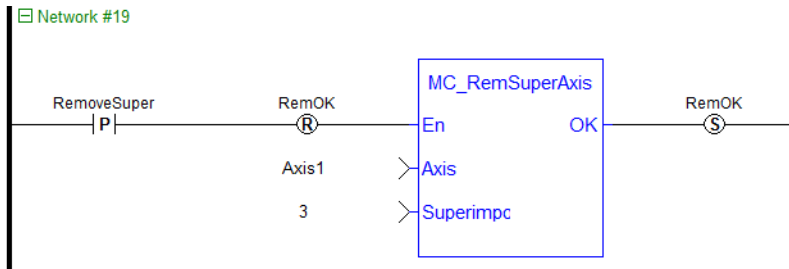 Network #19
MC_RemSuperAxis
RemoveSuper
RemOK
RemOK
P
R
En
OK
S
Axis1
Axis
3
Superimpc